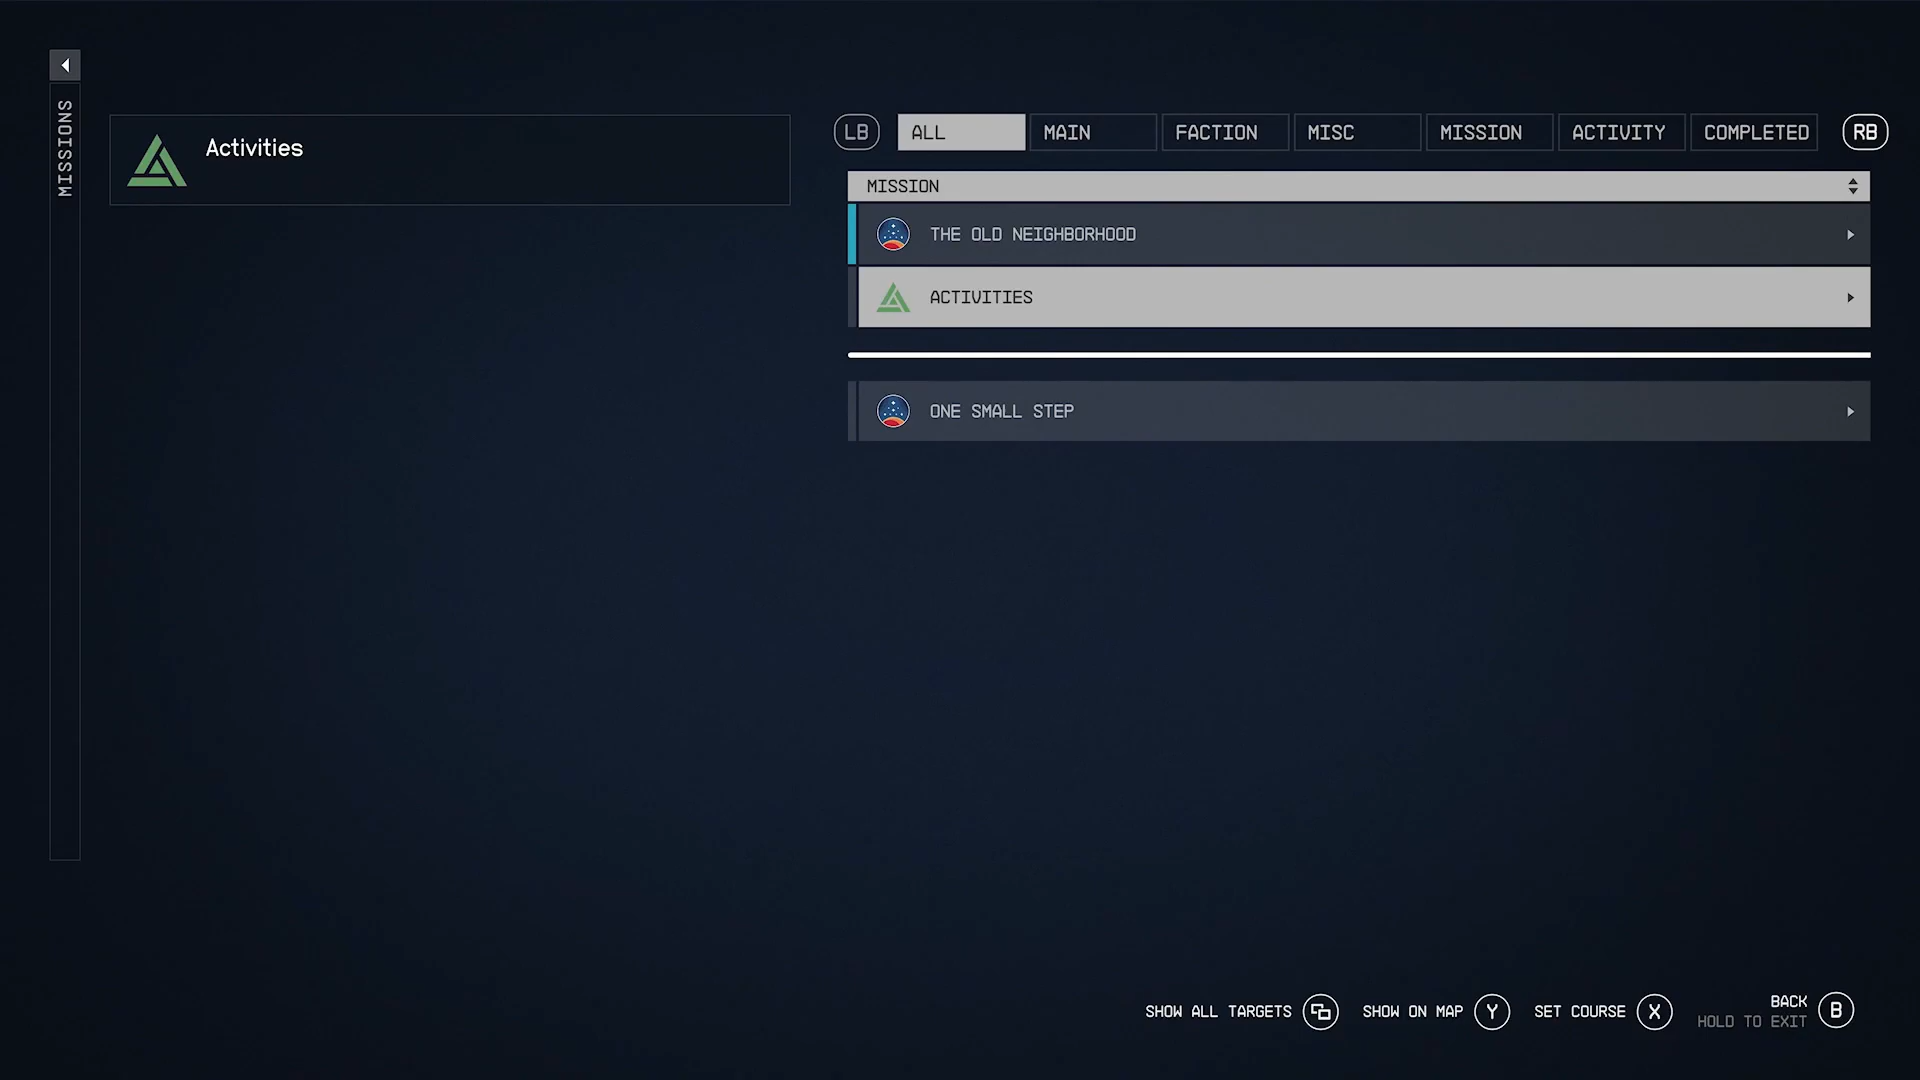 MISSIONS
Activities
LB ALL MAIN FACTION MISC MISSION ACTIVITY COMPLETED RB
MISSION
THE OLD NEIGHBORHOOD
ACTIVITIES
ONE SMALL STEP
SHOW ALL TARGETS SHOW ON MAP Y SET COURSE X BACK B
HOLD TO EXIT